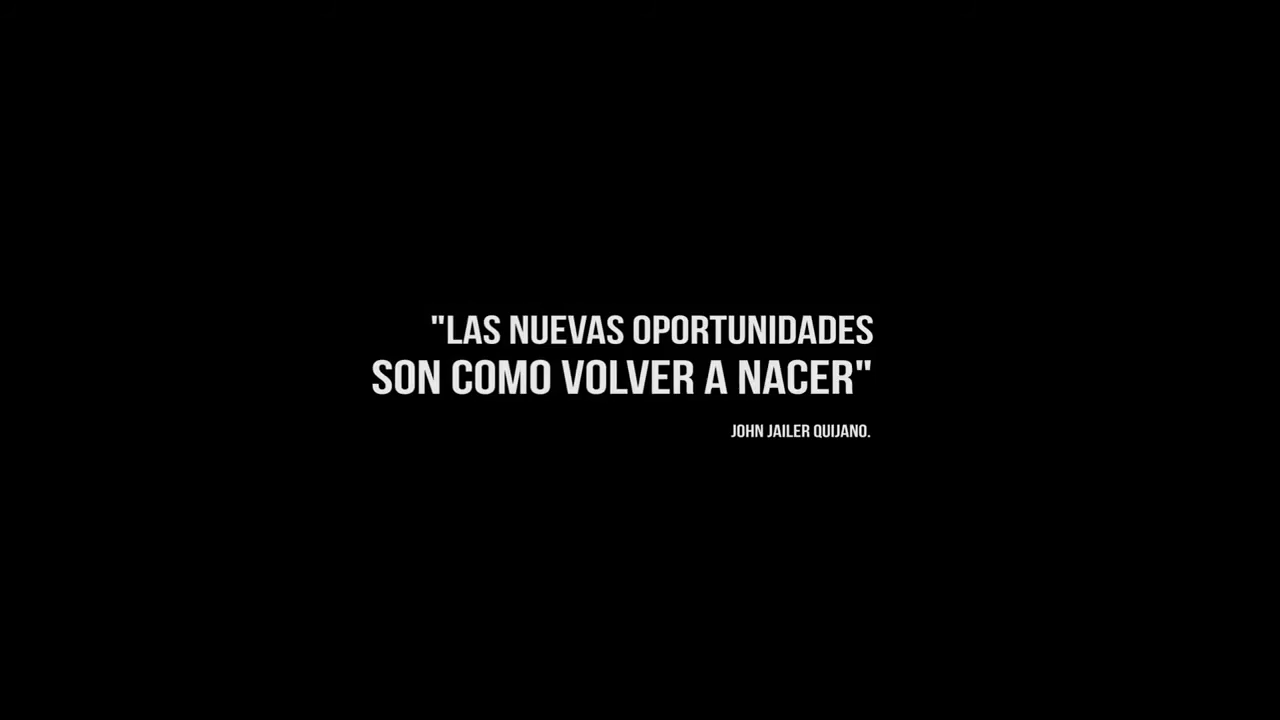 "LAS NUEVAS OPORTUNIDADES
SON COMO VOLVER A NACER"
JOHN JAILER QUIJANO.